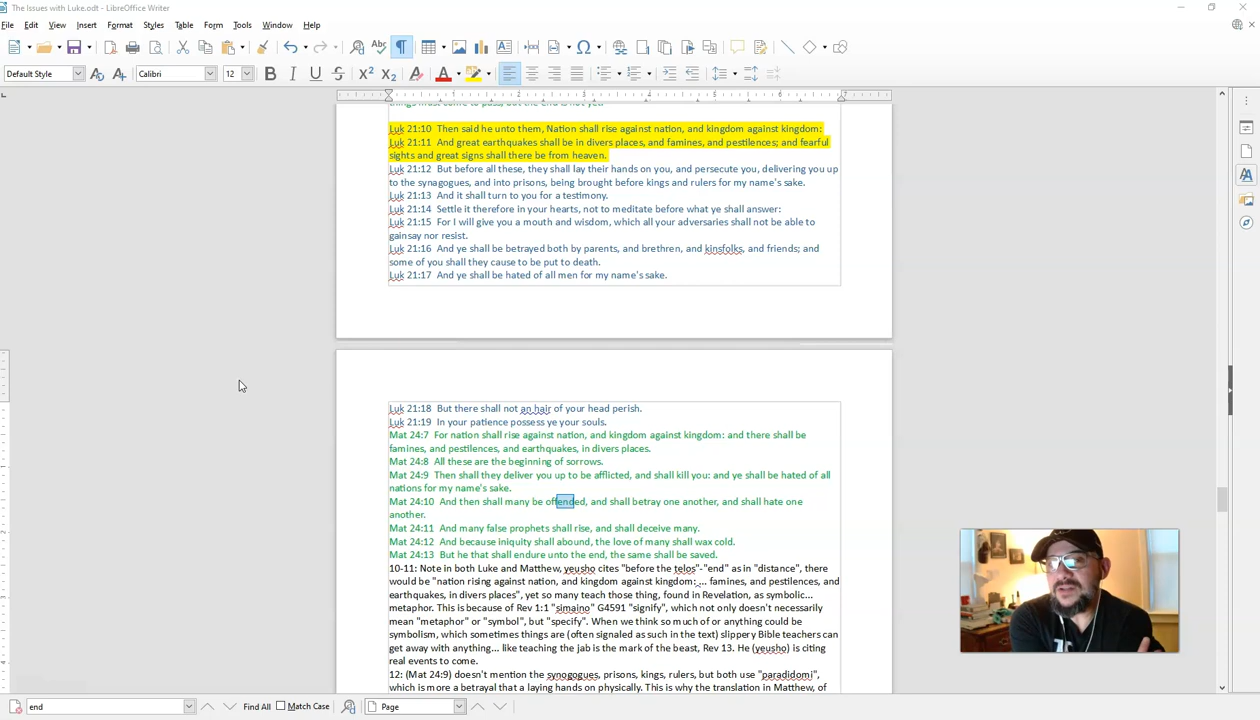 The Issues with Luke.odt - LibreOffice Writer
File Edit View Insert Format Styles Table Form Tools Window Help
Default Style Calibri 12
1 2 3 4 5 6 7
things must come to pass, but the end is not yet.
Luk 21:10 Then said he unto them, Nation shall rise against nation, and kingdom against kingdom:
Luk 21:11 And great earthquakes shall be in divers places, and famines, and pestilences; and fearful
sights and great signs shall there be from heaven.
Luk 21:12 But before all these, they shall lay their hands on you, and persecute you, delivering you up
to the synagogues, and into prisons, being brought before kings and rulers for my name's sake.
Luk 21:13 And it shall turn to you for a testimony.
Luk 21:14 Settle it therefore in your hearts, not to meditate before what ye shall answer:
Luk 21:15 For I will give you a mouth and wisdom, which all your adversaries shall not be able to
gainsay nor resist.
Luk 21:16 And ye shall be betrayed both by parents, and brethren, and kinsfolks, and friends; and
some of you shall they cause to be put to death.
Luk 21:17 And ye shall be hated of all men for my name's sake.
Luk 21:18 But there shall not an hair of your head perish.
Luk 21:19 In your patience possess ye your souls.
Mat 24:7 For nation shall rise against nation, and kingdom against kingdom: and there shall be
famines, and pestilences, and earthquakes, in divers places.
Mat 24:8 All these are the beginning of sorrows.
Mat 24:9 Then shall they deliver you up to be afflicted, and shall kill you: and ye shall be hated of all
nations for my name's sake.
Mat 24:10 And then shall many be offended, and shall betray one another, and shall hate one
another.
Mat 24:11 And many false prophets shall rise, and shall deceive many.
Mat 24:12 And because iniquity shall abound, the love of many shall wax cold.
Mat 24:13 But he that shall endure unto the end, the same shall be saved.
10-11: Note in both Luke and Matthew, yeusho cites "before the telos"-"end" as in "distance", there
would be "nation rising against nation, and kingdom against kingdom:... famines, and pestilences, and
earthquakes, in divers places", yet so many teach those thing, found in Revelation, as symbolic...
metaphor. This is because of Rev 1:1 "simaino" G4591 "signify", which not only doesn't necessarily
mean "metaphor" or "symbol", but "specify". When we think so much of or anything could be
symbolism, which sometimes things are (often signaled as such in the text) slippery Bible teachers can
get away with anything... like teaching the jab is the mark of the beast, Rev 13. He (yeusho) is citing
real events to come.
12: (Mat 24:9) doesn't mention the synogogues, prisons, kings, rulers, but both use "paradidomi",
which is more a betrayal that a laying hands on physically. This is why the translation in Matthew, of
end Find All Match Case Page